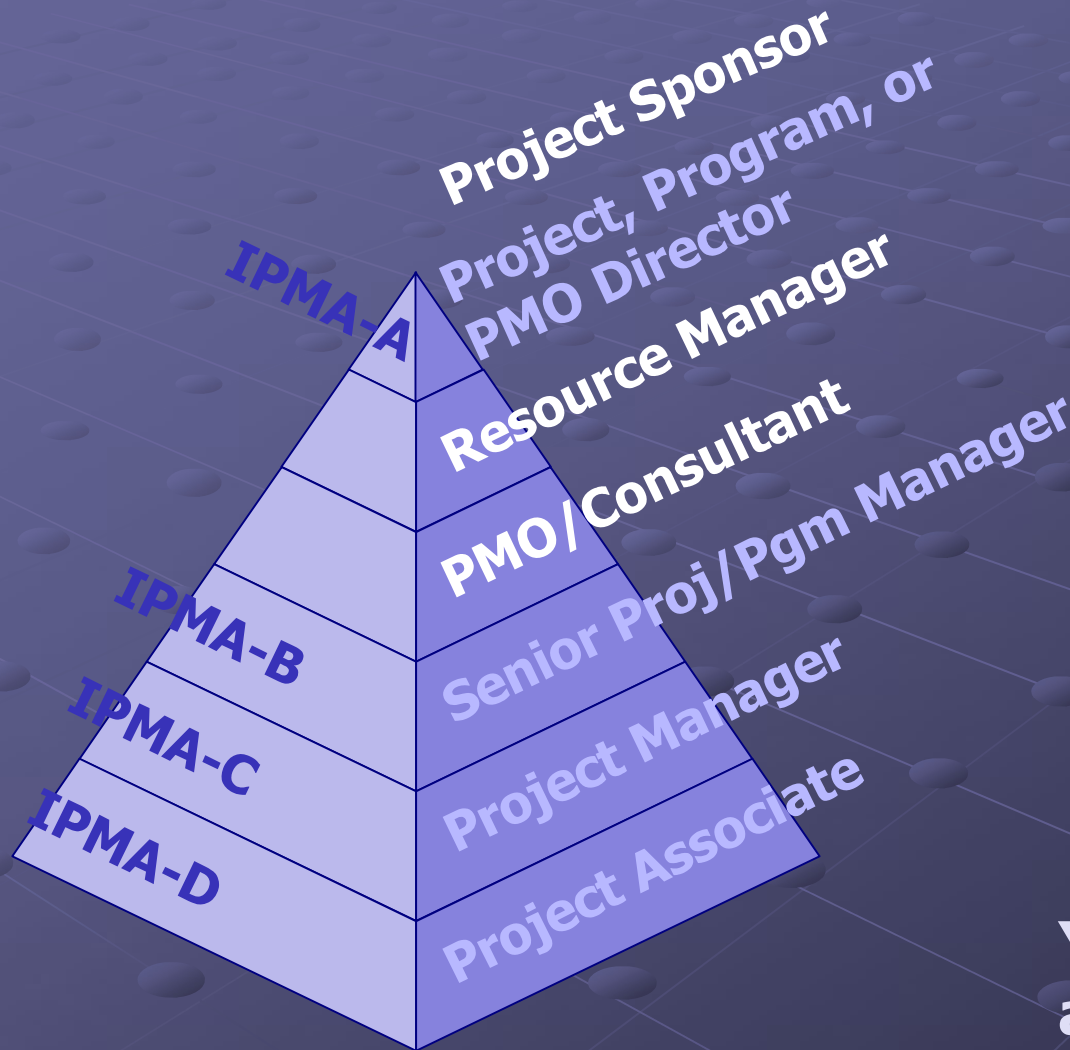 Project Sponsor
Project, Program, or
PMO Director
Resource Manager
PMO/Consultant
Senior Proj/Pgm Manager
Project Manager
Project Associate
IPMA-A
IPMA-B
IPMA-C
IPMA-D